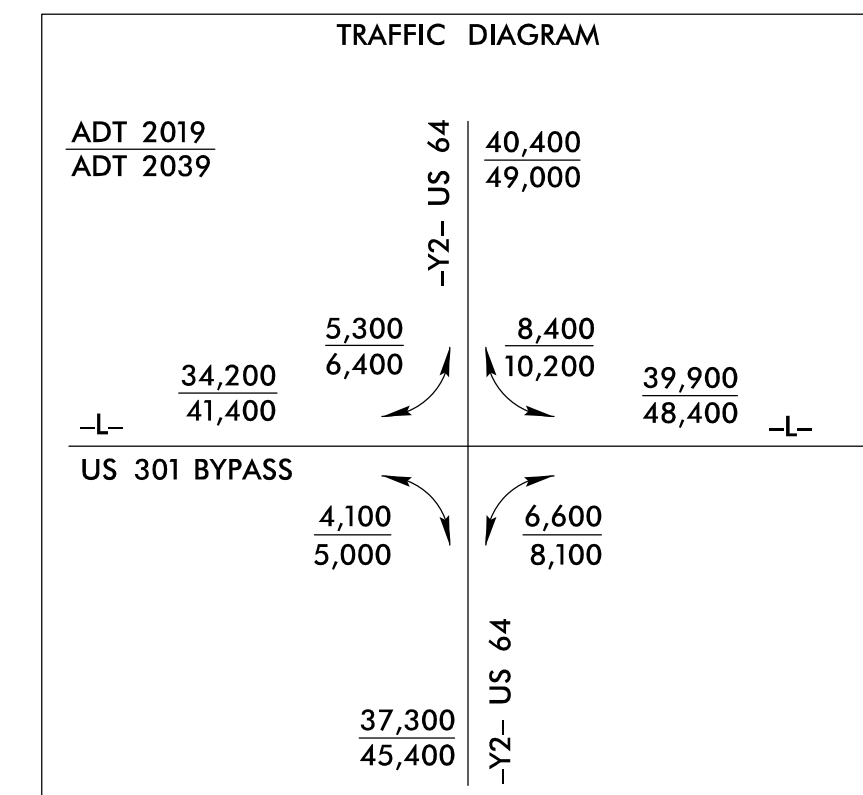 TRAFFIC DIAGRAM
ADT 2019
ADT 2039
-Y2- US 64
40,400
49,000
5,300
6,400
8,400
10,200
34,200
41,400
39,900
48,400
-L-
-L-
US 301 BYPASS
4,100
5,000
6,600
8,100
-Y2- US 64
37,300
45,400